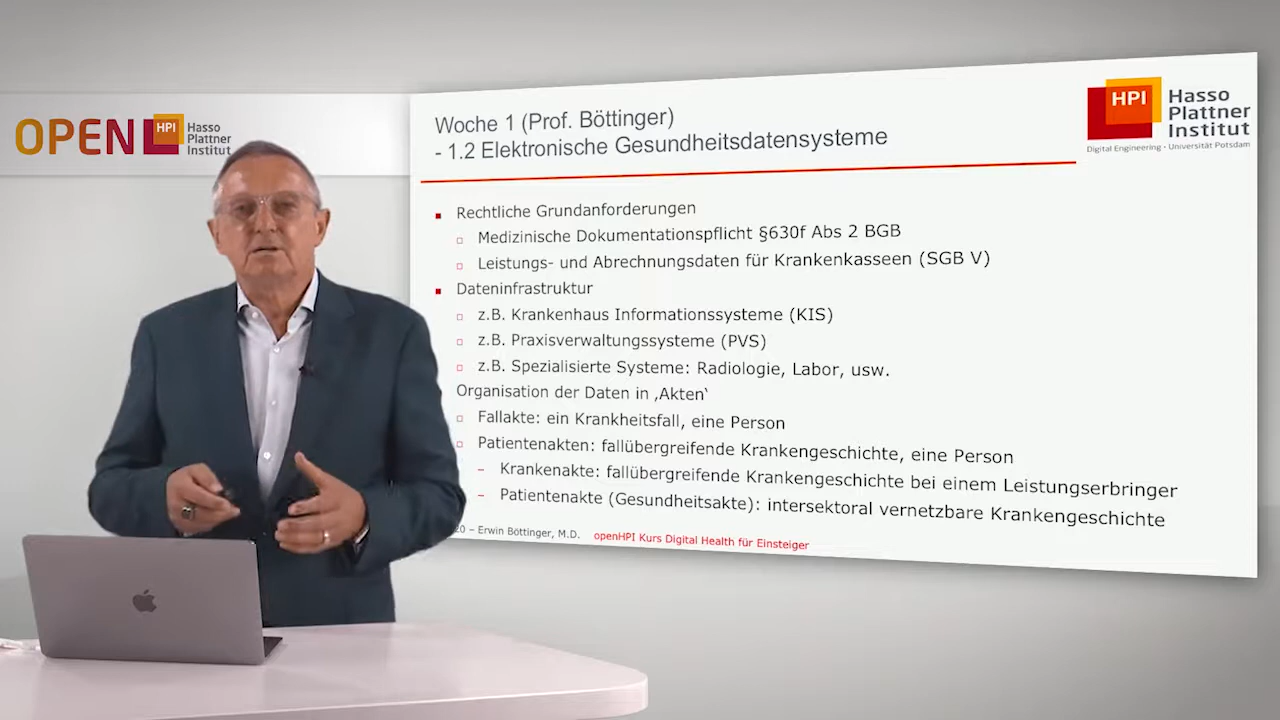 OPEN HPI Hasso
Plattner
Institut
Woche 1 (Prof. Böttinger)
- 1.2 Elektronische Gesundheitsdatensysteme
HPI Hasso
Plattner
Institut
Digital Engineering • Universität Potsdam
Rechtliche Grundanforderungen
Medizinische Dokumentationspflicht §630f Abs 2 BGB
Leistungs- und Abrechnungsdaten für Krankenkasseen (SGB V)
Dateninfrastruktur
z.B. Krankenhaus Informationssysteme (KIS)
z.B. Praxisverwaltungssysteme (PVS)
z.B. Spezialisierte Systeme: Radiologie, Labor, usw.
Organisation der Daten in ‚Akten‘
Fallakte: ein Krankheitsfall, eine Person
Patientenakten: fallübergreifende Krankengeschichte, eine Person
– Krankenakte: fallübergreifende Krankengeschichte bei einem Leistungserbringer
– Patientenakte (Gesundheitsakte): intersektoral vernetzbare Krankengeschichte
20 – Erwin Böttinger, M.D. openHPI Kurs Digital Health für Einsteiger